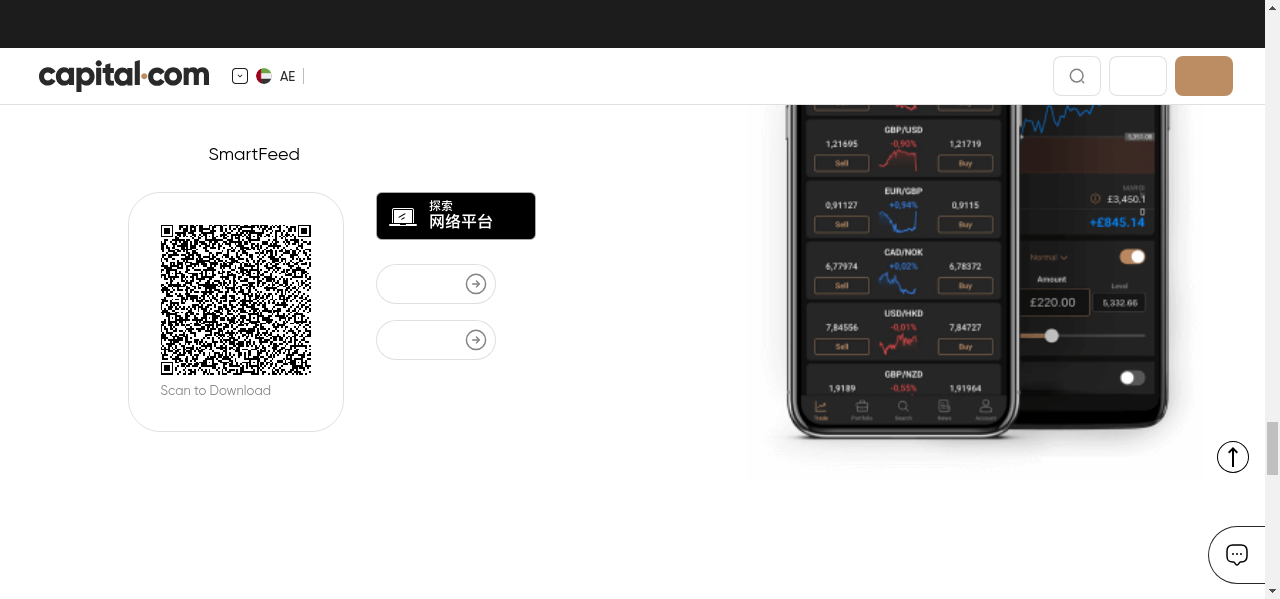 capital.com
AE
SmartFeed
Scan to Download
探索
网络平台
GBP/USD
1,21695
-0,90%
1,21719
Sell
Buy
EUR/GBP
0,91127
+0,94%
0,9115
Sell
Buy
CAD/NOK
6,77974
+0,02%
6,78372
Sell
Buy
USD/HKD
7,84556
-0,01%
7,84727
Sell
Buy
GBP/NZD
1,9189
-0,55%
1,91964
Trade
Portfolio
Search
News
Account
£3,450.1
0
+£845.14
Normal
Amount
Level
£220.00
5,332.66